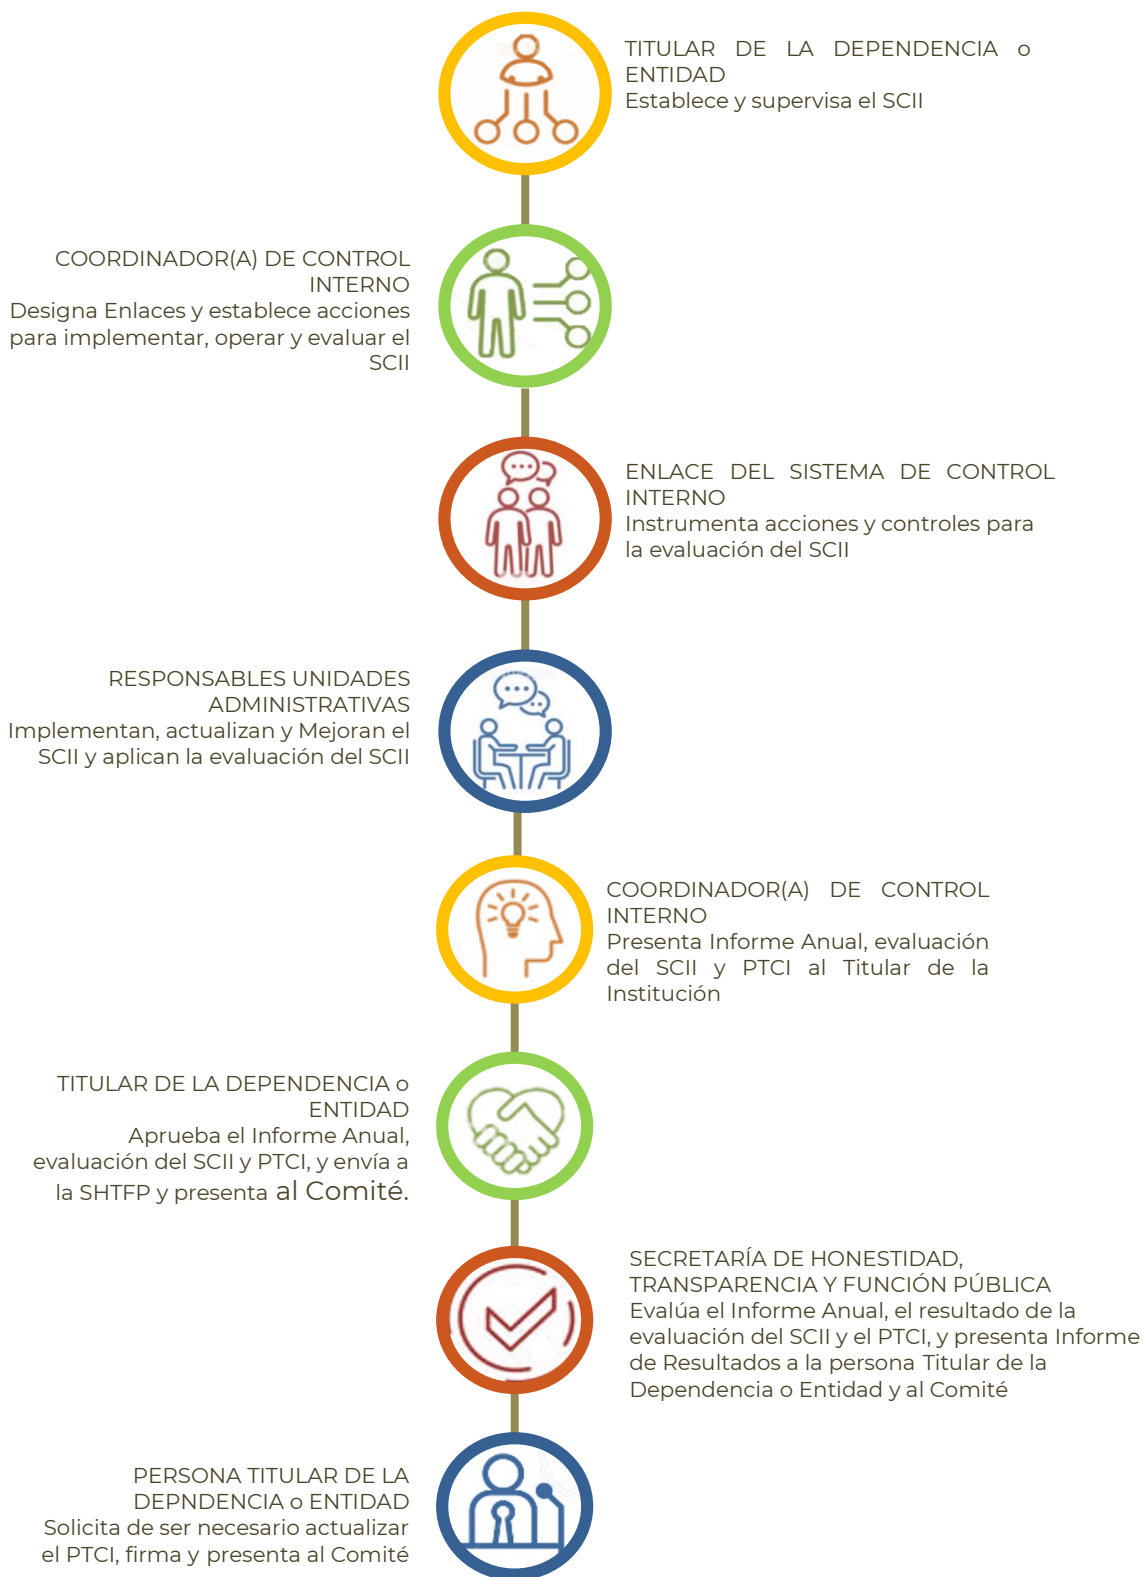 TITULAR DE LA DEPENDENCIA o
ENTIDAD
Establece y supervisa el SCII
COORDINADOR(A) DE CONTROL
INTERNO
Designa Enlaces y establece acciones
para implementar, operar y evaluar el
SCII
ENLACE DEL SISTEMA DE CONTROL
INTERNO
Instrumenta acciones y controles para
la evaluación del SCII
RESPONSABLES UNIDADES
ADMINISTRATIVAS
Implementan, actualizan y Mejoran el
SCII y aplican la evaluación del SCII
COORDINADOR(A) DE CONTROL
INTERNO
Presenta Informe Anual, evaluación
del SCII y PTCI al Titular de la
Institución
TITULAR DE LA DEPENDENCIA o
ENTIDAD
Aprueba el Informe Anual,
evaluación del SCII y PTCI, y envía a
la SHTFP y presenta al Comité.
SECRETARÍA DE HONESTIDAD,
TRANSPARENCIA Y FUNCIÓN PÚBLICA
Evalúa el Informe Anual, el resultado de la
evaluación del SCII y el PTCI, y presenta Informe
de Resultados a la persona Titular de la
Dependencia o Entidad y al Comité
PERSONA TITULAR DE LA
DEPNDENCIA o ENTIDAD
Solicita de ser necesario actualizar
el PTCI, firma y presenta al Comité